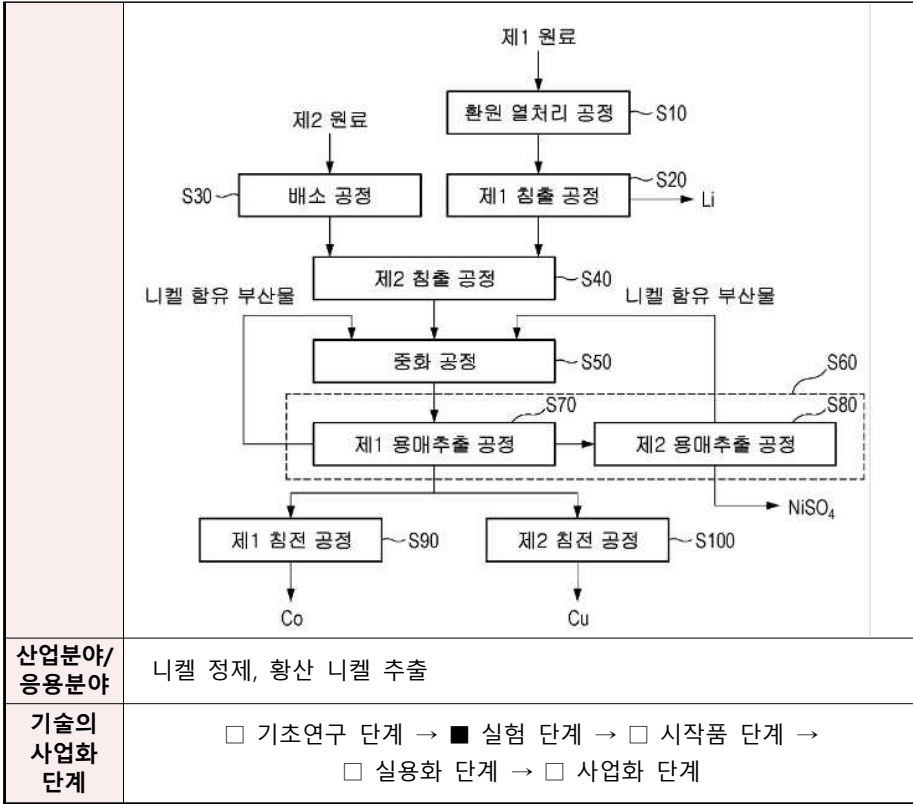 제1 원료
환원 열처리 공정
S10
제2 원료
S30
배소 공정
제1 침출 공정
S20
Li
제2 침출 공정
S40
니켈 함유 부산물
니켈 함유 부산물
중화 공정
S50
S60
S70
S80
제1 용매추출 공정
제2 용매추출 공정
NiSO₄
제1 침전 공정
S90
제2 침전 공정
S100
Co
Cu
산업분야/
응용분야
니켈 정제, 황산 니켈 추출
기술의
사업화
단계
□ 기초연구 단계 → ■ 실험 단계 → □ 시작품 단계 →
□ 실용화 단계 → □ 사업화 단계